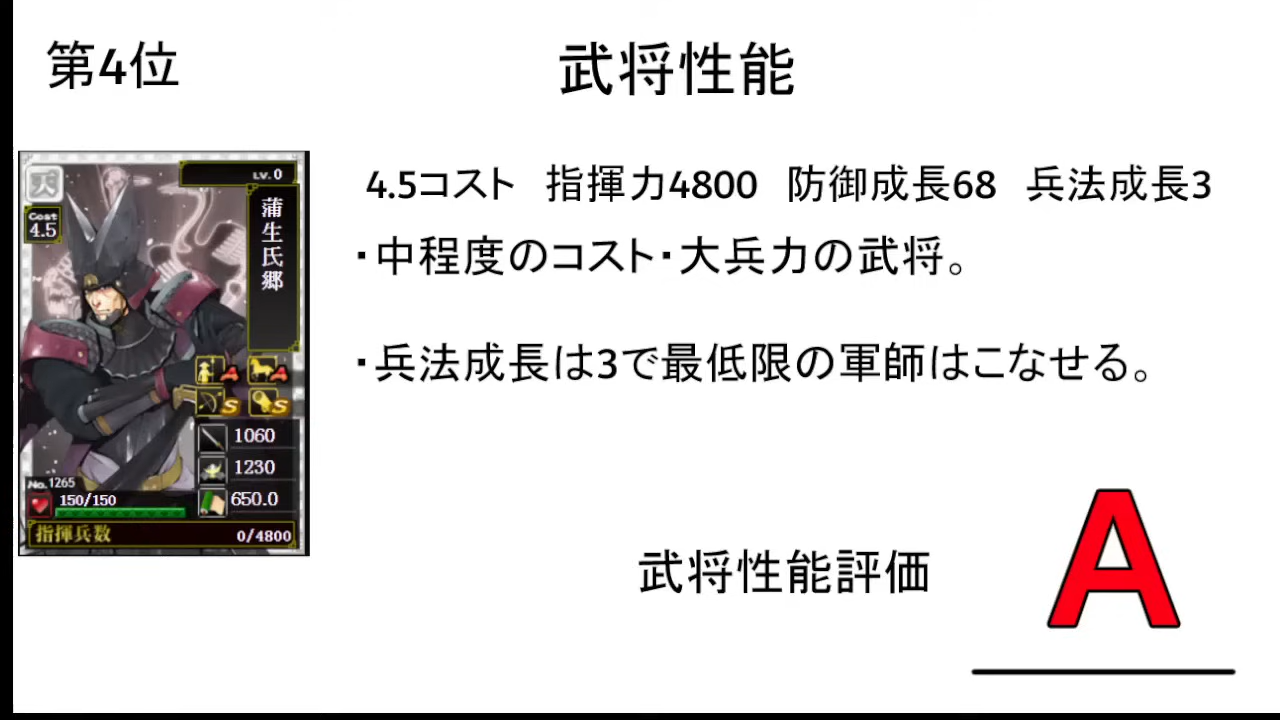 第4位
武将性能
4.5コスト 指揮力4800 防御成長68 兵法成長3
・中程度のコスト・大兵力の武将。
・兵法成長は3で最低限の軍師はこなせる。
武将性能評価
A
天
LV. 0
Cost
4.5
蒲生氏郷
A
A
S
S
1060
1230
650.0
No. 1265
150/150
指揮兵数
0/4800